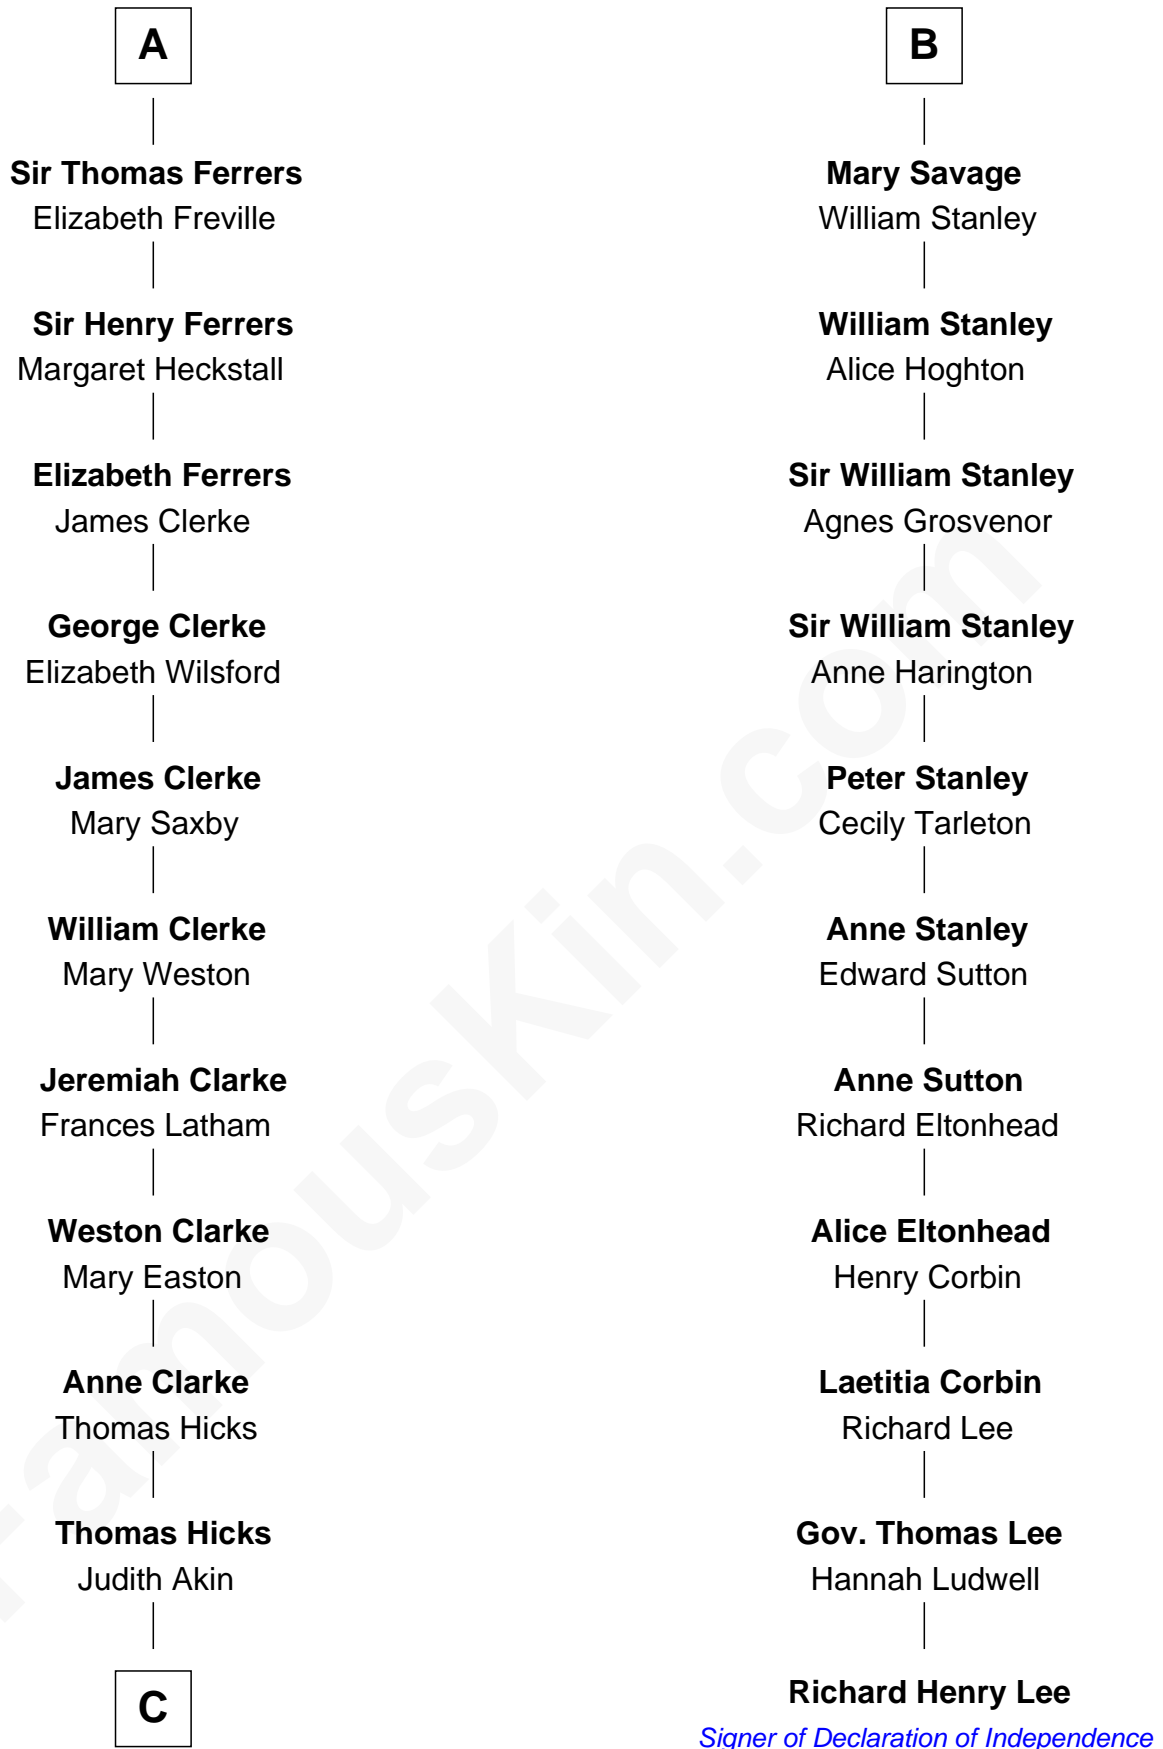 A
Sir Thomas Ferrers
Elizabeth Freville
Sir Henry Ferrers
Margaret Heckstall
Elizabeth Ferrers
James Clerke
George Clerke
Elizabeth Wilsford
James Clerke
Mary Saxby
William Clerke
Mary Weston
Jeremiah Clarke
Frances Latham
Weston Clarke
Mary Easton
Anne Clarke
Thomas Hicks
Thomas Hicks
Judith Akin
C
B
Mary Savage
William Stanley
William Stanley
Alice Hoghton
Sir William Stanley
Agnes Grosvenor
Sir William Stanley
Anne Harington
Peter Stanley
Cecily Tarleton
Anne Stanley
Edward Sutton
Anne Sutton
Richard Eltonhead
Alice Eltonhead
Henry Corbin
Laetitia Corbin
Richard Lee
Gov. Thomas Lee
Hannah Ludwell
Richard Henry Lee
Signer of Declaration of Independence
FamousKin.com